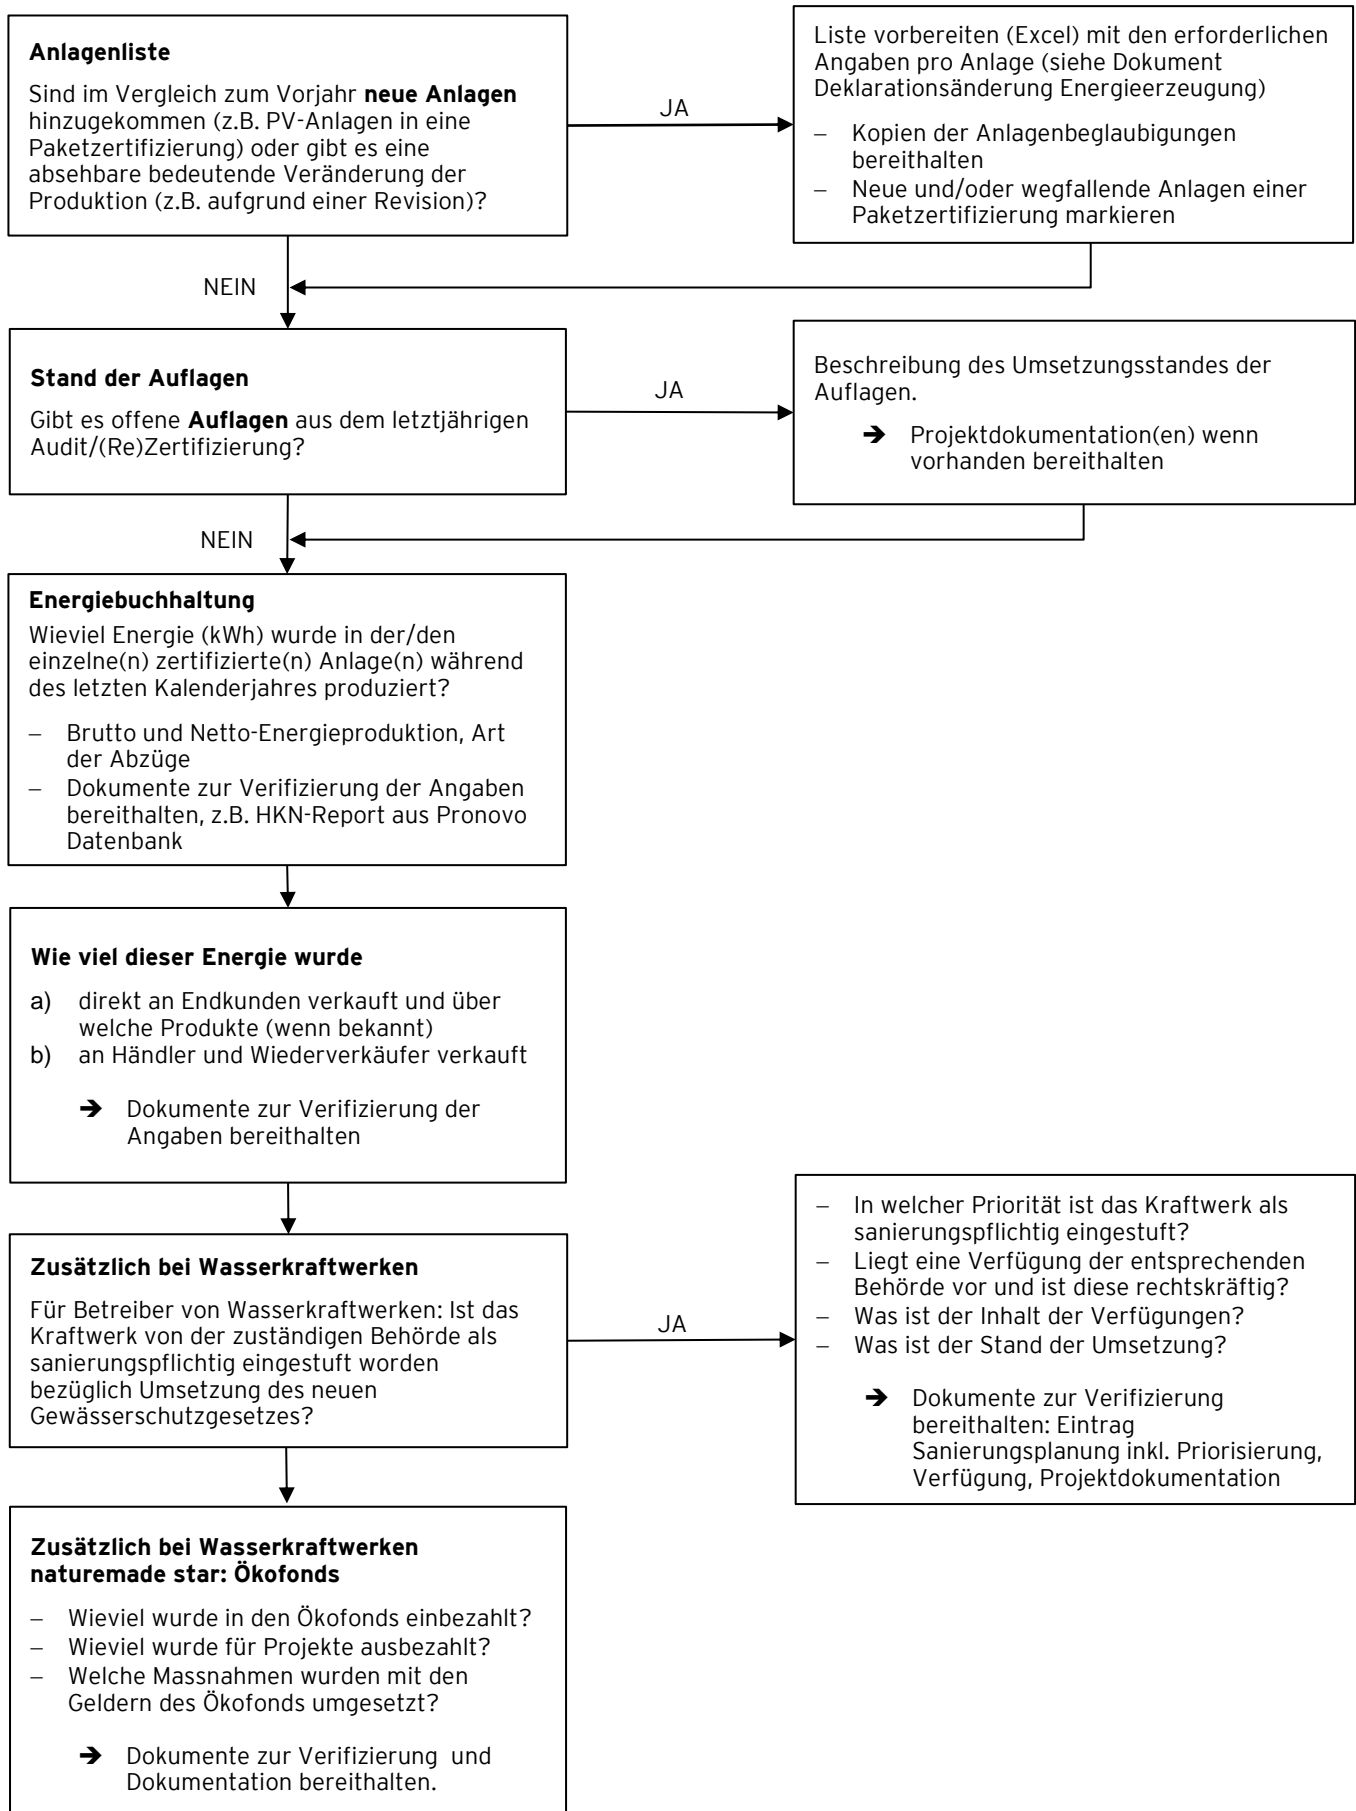 Anlagenliste
Sind im Vergleich zum Vorjahr neue Anlagen
hinzugekommen (z.B. PV-Anlagen in eine
Paketzertifizierung) oder gibt es eine
absehbare bedeutende Veränderung der
Produktion (z.B. aufgrund einer Revision)?
JA
Liste vorbereiten (Excel) mit den erforderlichen
Angaben pro Anlage (siehe Dokument
Deklarationsänderung Energieerzeugung)
– Kopien der Anlagenbeglaubigungen
bereithalten
– Neue und/oder wegfallende Anlagen einer
Paketzertifizierung markieren
NEIN
Stand der Auflagen
Gibt es offene Auflagen aus dem letztjährigen
Audit/(Re)Zertifizierung?
JA
Beschreibung des Umsetzungsstandes der
Auflagen.
➔ Projektdokumentation(en) wenn
vorhanden bereithalten
NEIN
Energiebuchhaltung
Wieviel Energie (kWh) wurde in der/den
einzelne(n) zertifizierte(n) Anlage(n) während
des letzten Kalenderjahres produziert?
– Brutto und Netto-Energieproduktion, Art
der Abzüge
– Dokumente zur Verifizierung der Angaben
bereithalten, z.B. HKN-Report aus Pronovo
Datenbank
Wie viel dieser Energie wurde
a) direkt an Endkunden verkauft und über
welche Produkte (wenn bekannt)
b) an Händler und Wiederverkäufer verkauft
➔ Dokumente zur Verifizierung der
Angaben bereithalten
Zusätzlich bei Wasserkraftwerken
Für Betreiber von Wasserkraftwerken: Ist das
Kraftwerk von der zuständigen Behörde als
sanierungspflichtig eingestuft worden
bezüglich Umsetzung des neuen
Gewässerschutzgesetzes?
JA
– In welcher Priorität ist das Kraftwerk als
sanierungspflichtig eingestuft?
– Liegt eine Verfügung der entsprechenden
Behörde vor und ist diese rechtskräftig?
– Was ist der Inhalt der Verfügungen?
– Was ist der Stand der Umsetzung?
➔ Dokumente zur Verifizierung
bereithalten: Eintrag
Sanierungsplanung inkl. Priorisierung,
Verfügung, Projektdokumentation
Zusätzlich bei Wasserkraftwerken
naturemade star: Ökofonds
– Wieviel wurde in den Ökofonds einbezahlt?
– Wieviel wurde für Projekte ausbezahlt?
– Welche Massnahmen wurden mit den
Geldern des Ökofonds umgesetzt?
➔ Dokumente zur Verifizierung und
Dokumentation bereithalten.